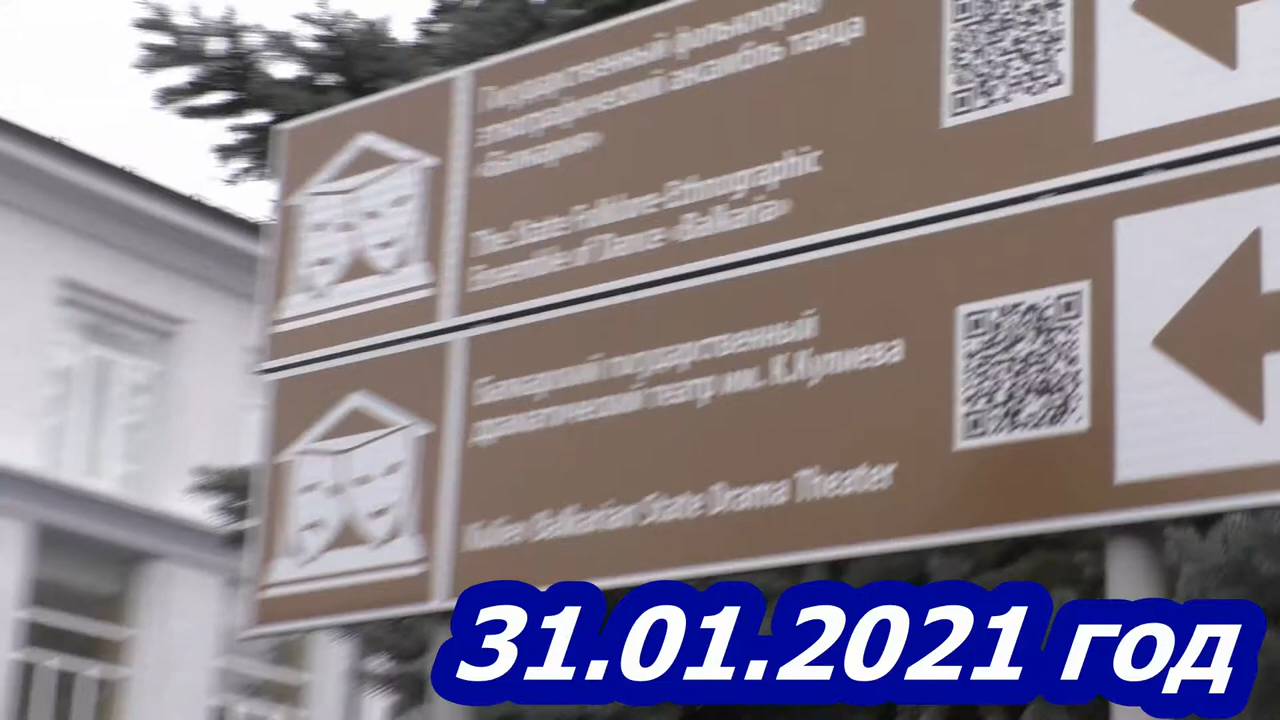 Государственный фольклорно
этнографический ансамбль танца
«Балкария»
The State Folklore-Ethnographic
Ensemble of Dance «Balkaria»
Балкарский государственный
драматический театр им. К.Кулиева
Kuliev Balkarian State Drama Theater
31.01.2021 год